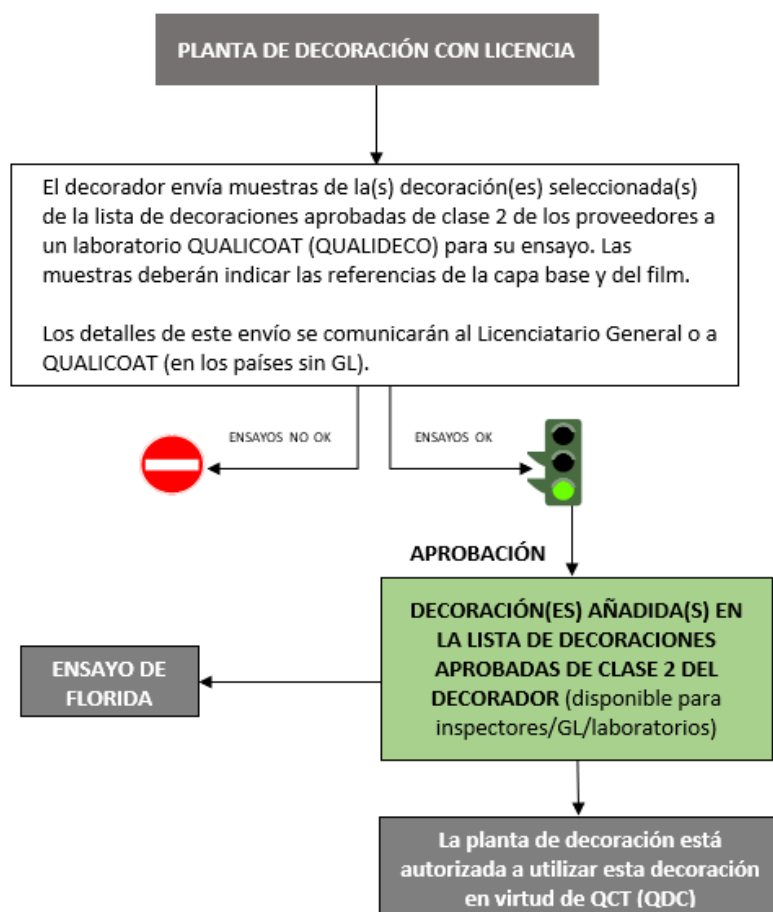 PLANTA DE DECORACIÓN CON LICENCIA
El decorador envía muestras de la(s) decoración(es) seleccionada(s)
de la lista de decoraciones aprobadas de clase 2 de los proveedores a
un laboratorio QUALICOAT (QUALIDECO) para su ensayo. Las
muestras deberán indicar las referencias de la capa base y del film.
Los detalles de este envío se comunicarán al Licenciatario General o a
QUALICOAT (en los países sin GL).
ENSAYOS NO OK
ENSAYOS OK
APROBACIÓN
DECORACIÓN(ES) AÑADIDA(S) EN
LA LISTA DE DECORACIONES
APROBADAS DE CLASE 2 DEL
DECORADOR (disponible para
inspectores/GL/laboratorios)
ENSAYO DE
FLORIDA
La planta de decoración está
autorizada a utilizar esta decoración
en virtud de QCT (QDC)